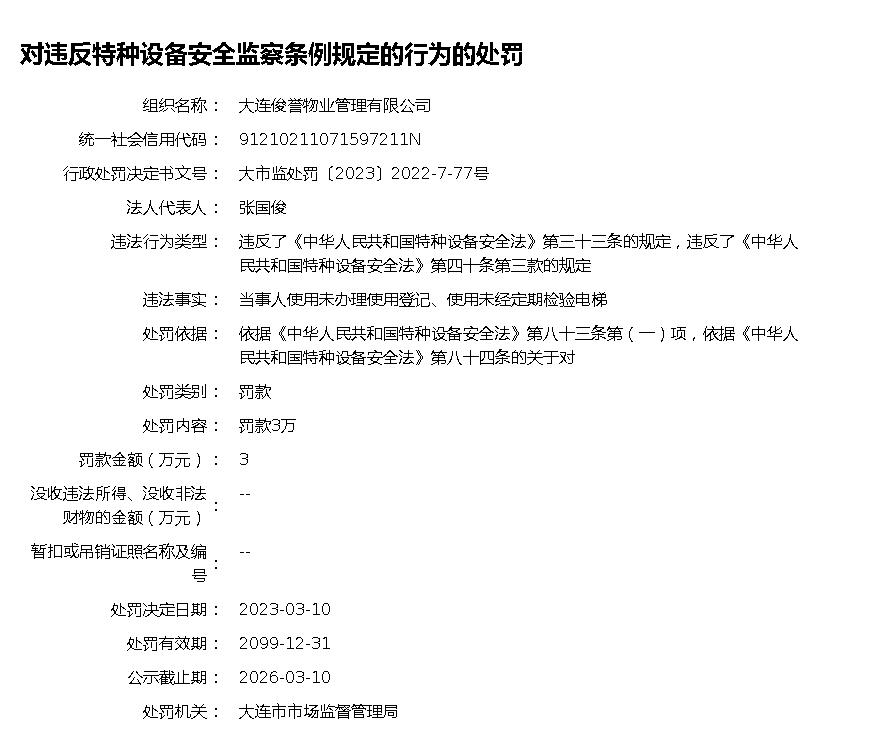 对违反特种设备安全监察条例规定的行为的处罚
组织名称： 大连俊誉物业管理有限公司
统一社会信用代码： 91210211071597211N
行政处罚决定书文号： 大市监处罚〔2023〕2022-7-77号
法人代表人： 张国俊
违法行为类型： 违反了《中华人民共和国特种设备安全法》第三十三条的规定，违反了《中华人
民共和国特种设备安全法》第四十条第三款的规定
违法事实： 当事人使用未办理使用登记、使用未经定期检验电梯
处罚依据： 依据《中华人民共和国特种设备安全法》第八十三条第（一）项，依据《中华人
民共和国特种设备安全法》第八十四条的关于对
处罚类别： 罚款
处罚内容： 罚款3万
罚款金额（万元）： 3
没收违法所得、没收非法
财物的金额（万元）： --
暂扣或吊销证照名称及编
号： --
处罚决定日期： 2023-03-10
处罚有效期： 2099-12-31
公示截止期： 2026-03-10
处罚机关： 大连市市场监督管理局